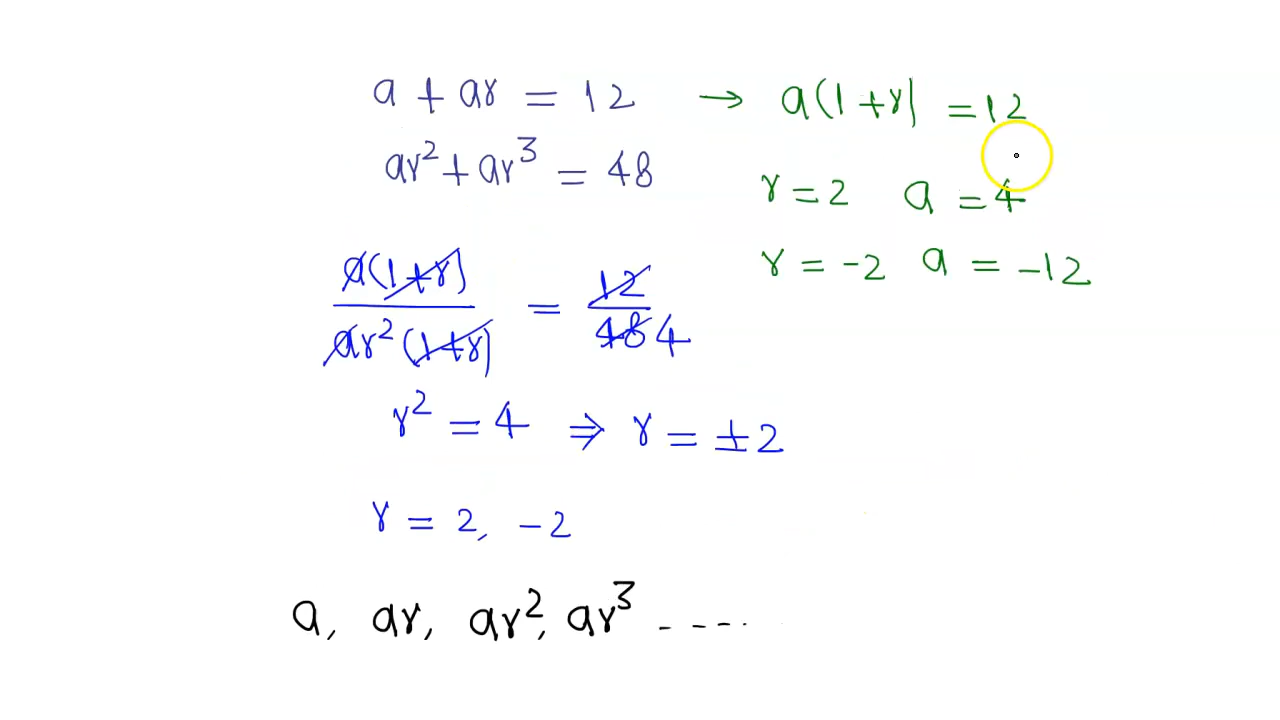 a + ar = 12 → a(1 + r) = 12
ar² + ar³ = 48
r = 2 a = 4
r = -2 a = -12
a(1+r) / ar²(1+r) = 12 / 48 4
r² = 4 ⇒ r = ±2
r = 2, -2
a, ar, ar², ar³ -----